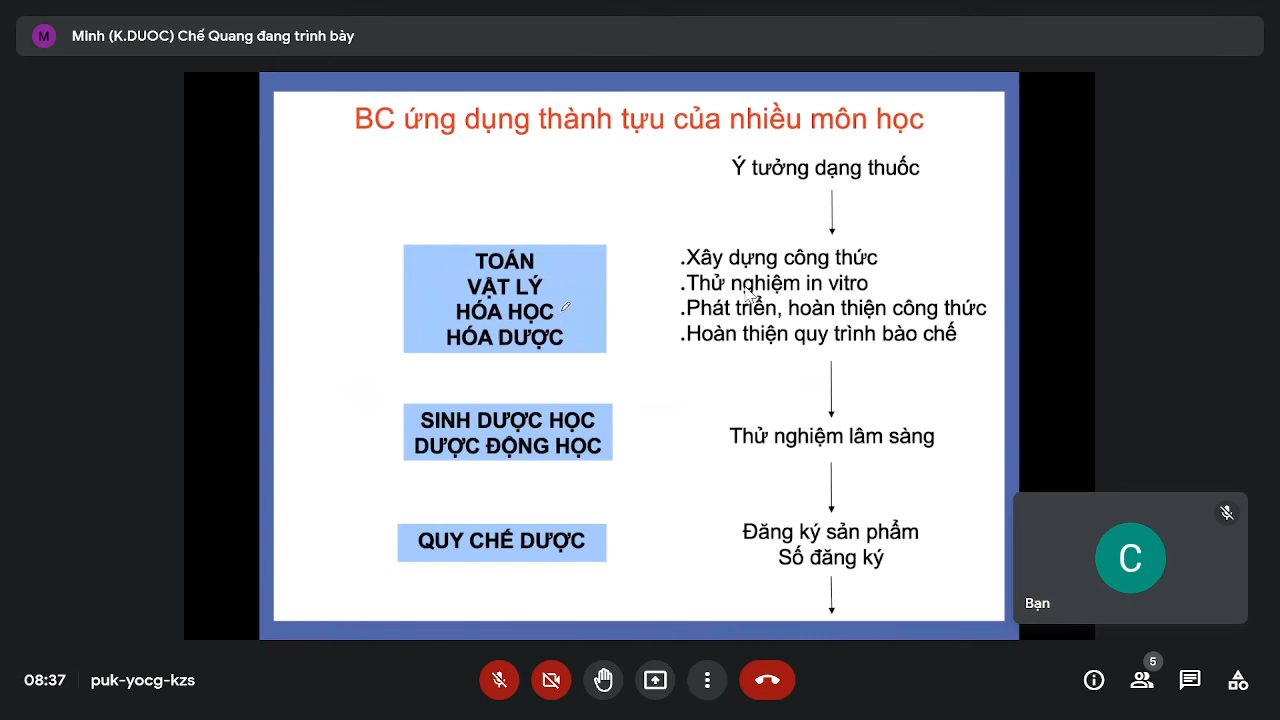 M
Minh (K.DUOC) Chế Quang đang trình bày
BC ứng dụng thành tựu của nhiều môn học
Ý tưởng dạng thuốc
TOÁN
VẬT LÝ
HÓA HỌC
HÓA DƯỢC
.Xây dựng công thức
.Thử nghiệm in vitro
.Phát triển, hoàn thiện công thức
.Hoàn thiện quy trình bào chế
SINH DƯỢC HỌC
DƯỢC ĐỘNG HỌC
Thử nghiệm lâm sàng
QUY CHẾ DƯỢC
Đăng ký sản phẩm
Số đăng ký
C
Bạn
08:37
puk-yocg-kzs
5